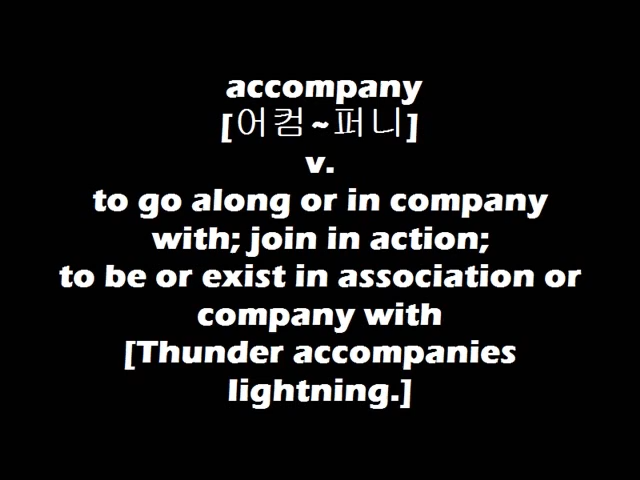 accompany
[어컴~퍼니]
v.
to go along or in company
with; join in action;
to be or exist in association or
company with
[Thunder accompanies
lightning.]